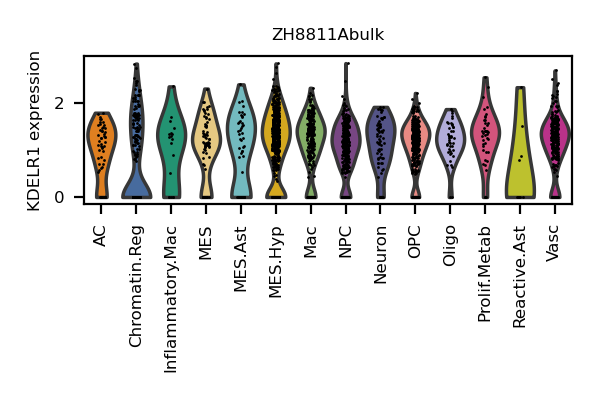 ZH8811Abulk
KDELR1 expression
2
0
AC
Chromatin.Reg
Inflammatory.Mac
MES
MES.Ast
MES.Hyp
Mac
NPC
Neuron
OPC
Oligo
Prolif.Metab
Reactive.Ast
Vasc